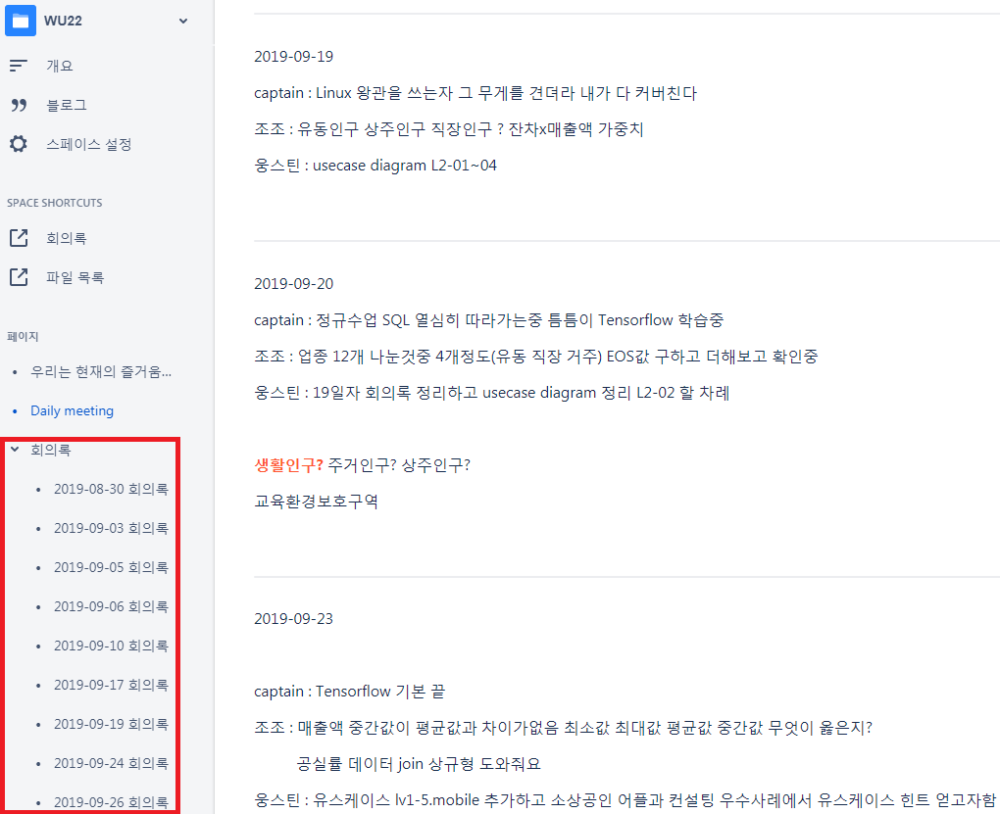 WU22
개요
블로그
스페이스 설정
SPACE SHORTCUTS
회의록
파일 목록
페이지
우리는 현재의 즐거움...
Daily meeting
회의록
2019-08-30 회의록
2019-09-03 회의록
2019-09-05 회의록
2019-09-06 회의록
2019-09-10 회의록
2019-09-17 회의록
2019-09-19 회의록
2019-09-24 회의록
2019-09-26 회의록
2019-09-19
captain : Linux 왕관을 쓰는자 그 무게를 견뎌라 내가 다 커버친다
조조 : 유동인구 상주인구 직장인구 ? 잔차x매출액 가중치
웅스틴 : usecase diagram L2-01~04
2019-09-20
captain : 정규수업 SQL 열심히 따라가는중 틈틈이 Tensorflow 학습중
조조 : 업종 12개 나눈것중 4개정도(유동 직장 거주) EOS값 구하고 더해보고 확인중
웅스틴 : 19일자 회의록 정리하고 usecase diagram 정리 L2-02 할 차례
생활인구? 주거인구? 상주인구?
교육환경보호구역
2019-09-23
captain : Tensorflow 기본 끝
조조 : 매출액 중간값이 평균값과 차이가없음 최소값 최대값 평균값 중간값 무엇이 옳은지?
공실률 데이터 join 상규형 도와줘요
웅스틴 : 유스케이스 lv1-5.mobile 추가하고 소상공인 어플과 컨설팅 우수사례에서 유스케이스 힌트 얻고자함